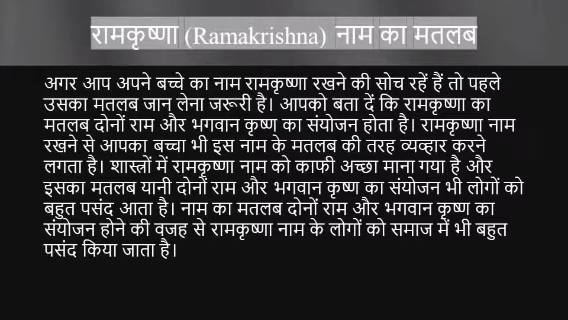 रामकृष्णा (Ramakrishna) नाम का मतलब
अगर आप अपने बच्चे का नाम रामकृष्णा रखने की सोच रहें हैं तो पहले
उसका मतलब जान लेना जरूरी है। आपको बता दें कि रामकृष्णा का
मतलब दोनों राम और भगवान कृष्ण का संयोजन होता है। रामकृष्णा नाम
रखने से आपका बच्चा भी इस नाम के मतलब की तरह व्यव्हार करने
लगता है। शास्त्रों में रामकृष्णा नाम को काफी अच्छा माना गया है और
इसका मतलब यानी दोनों राम और भगवान कृष्ण का संयोजन भी लोगों को
बहुत पसंद आता है। नाम का मतलब दोनों राम और भगवान कृष्ण का
संयोजन होने की वजह से रामकृष्णा नाम के लोगों को समाज में भी बहुत
पसंद किया जाता है।